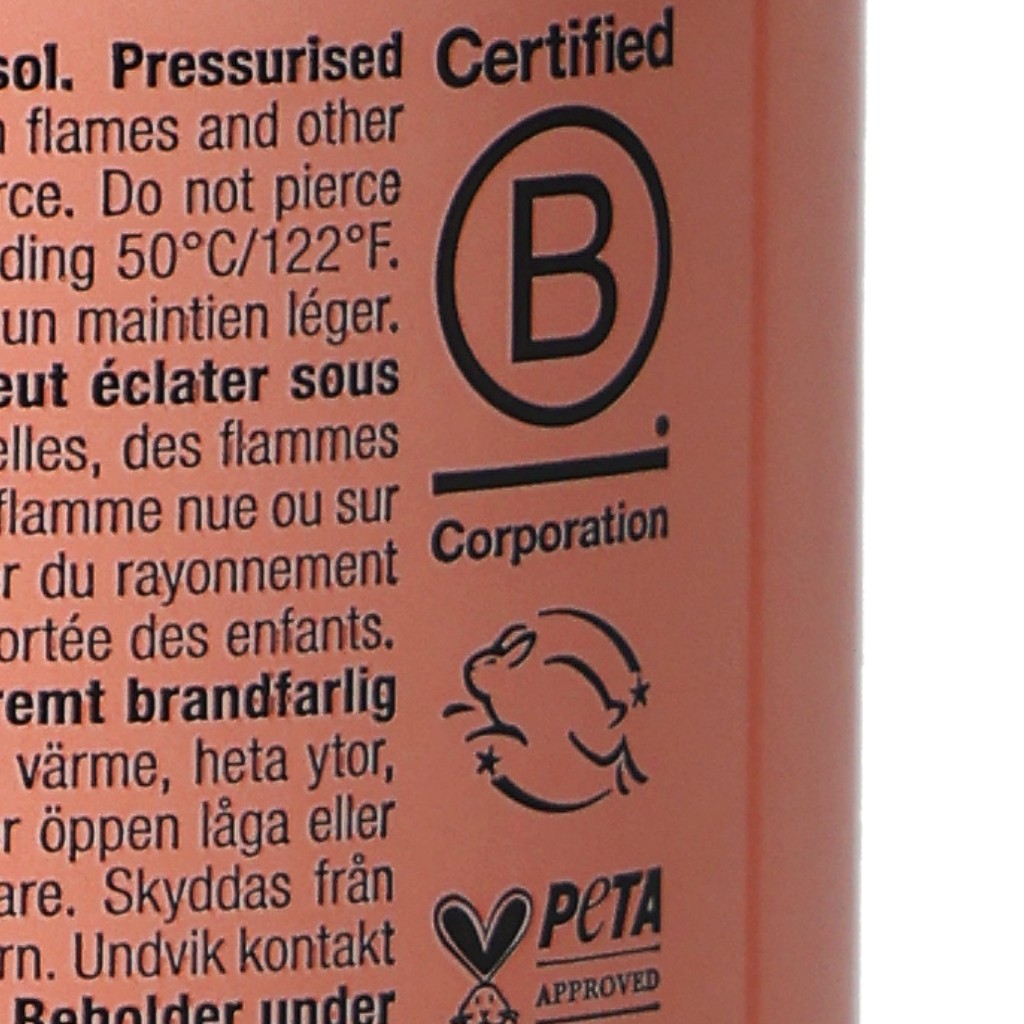 sol. Pressurised
flames and other
rce. Do not pierce
ding 50°C/122°F.
un maintien léger.
eut éclater sous
elles, des flammes
flamme nue ou sur
r du rayonnement
ortée des enfants.
remt brandfarlig
värme, heta ytor,
r öppen låga eller
are. Skyddas från
rn. Undvik kontakt
Beholder under
Certified
B
Corporation
PeTA
APPROVED